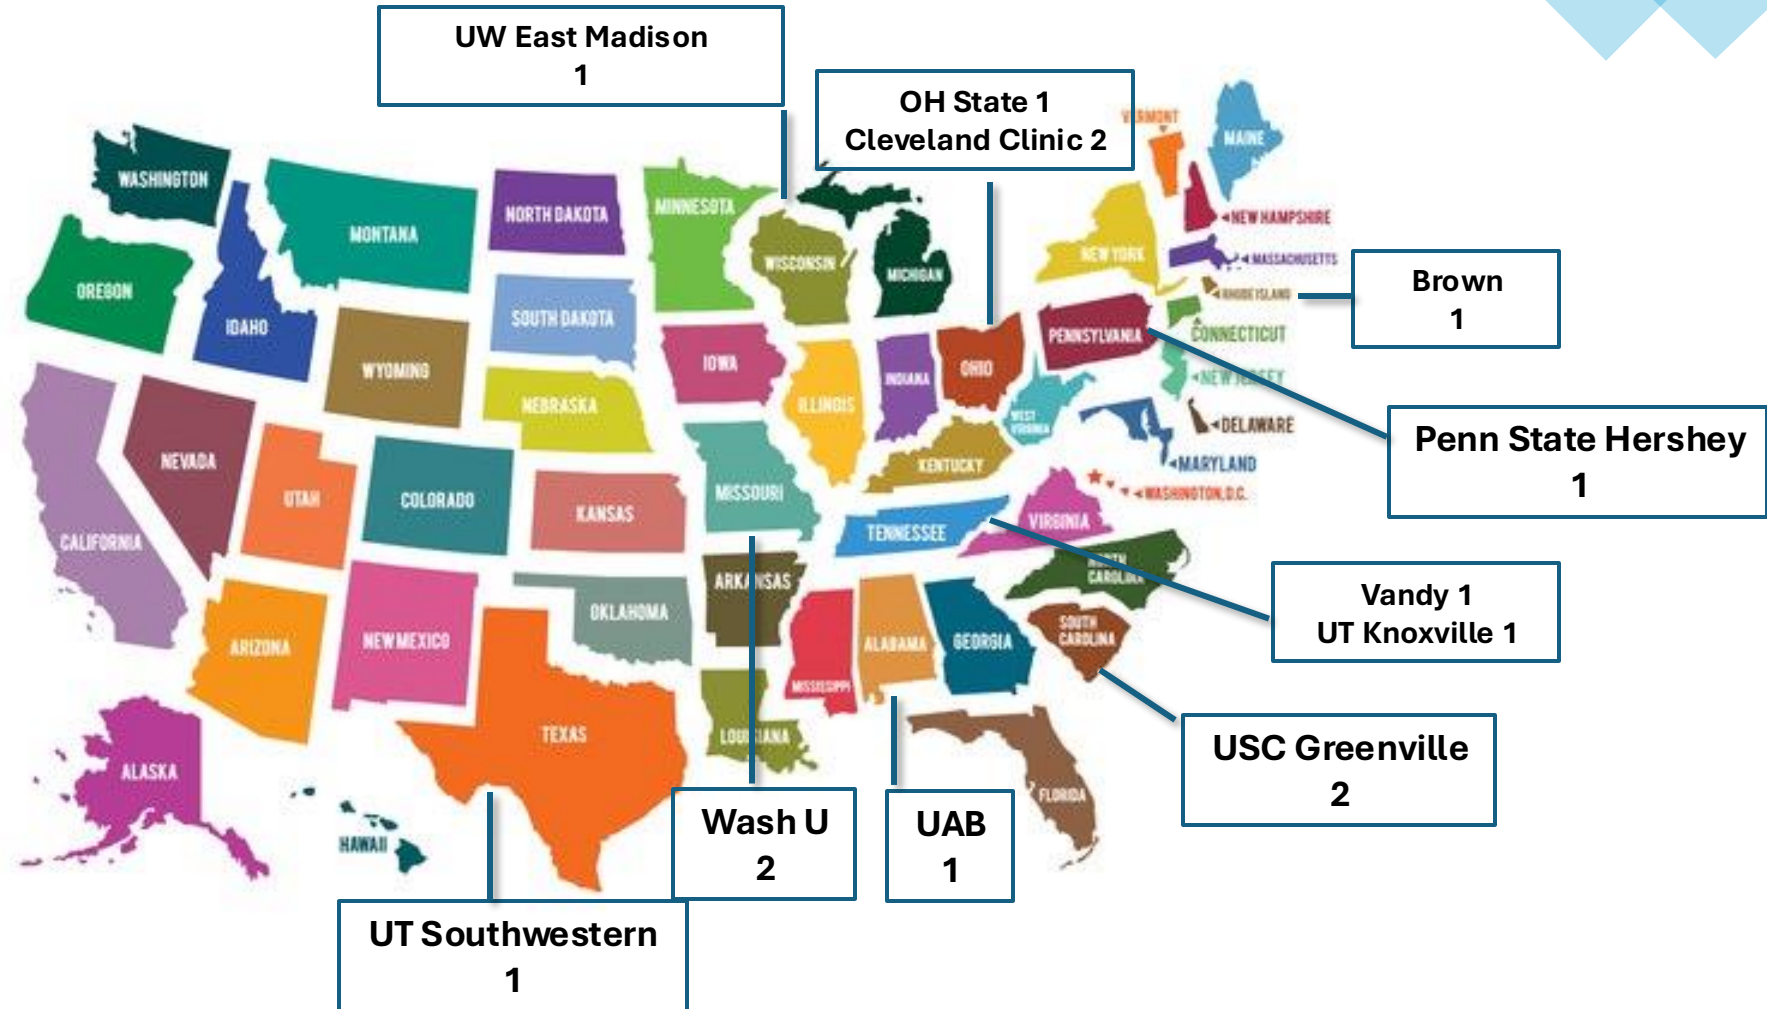 UW East Madison
1
OH State 1
Cleveland Clinic 2
VERMONT
MAINE
WASHINGTON
MONTANA
NORTH DAKOTA
MINNESOTA
NEW HAMPSHIRE
OREGON
IDAHO
WISCONSIN
MICHIGAN
NEW YORK
MASSACHUSETTS
RHODE ISLAND
Brown
1
SOUTH DAKOTA
WYOMING
IOWA
NEBRASKA
ILLINOIS
INDIANA
OHIO
PENNSYLVANIA
CONNECTICUT
NEW JERSEY
WEST
VIRGINIA
DELAWARE
MARYLAND
WASHINGTON, D.C.
Penn State Hershey
1
NEVADA
UTAH
COLORADO
KANSAS
MISSOURI
KENTUCKY
CALIFORNIA
TENNESSEE
VIRGINIA
NORTH
CAROLINA
ARIZONA
NEW MEXICO
OKLAHOMA
ARKANSAS
MISSISSIPPI
ALABAMA
GEORGIA
SOUTH
CAROLINA
Vandy 1
UT Knoxville 1
TEXAS
LOUISIANA
FLORIDA
USC Greenville
2
ALASKA
HAWAII
Wash U
2
UAB
1
UT Southwestern
1